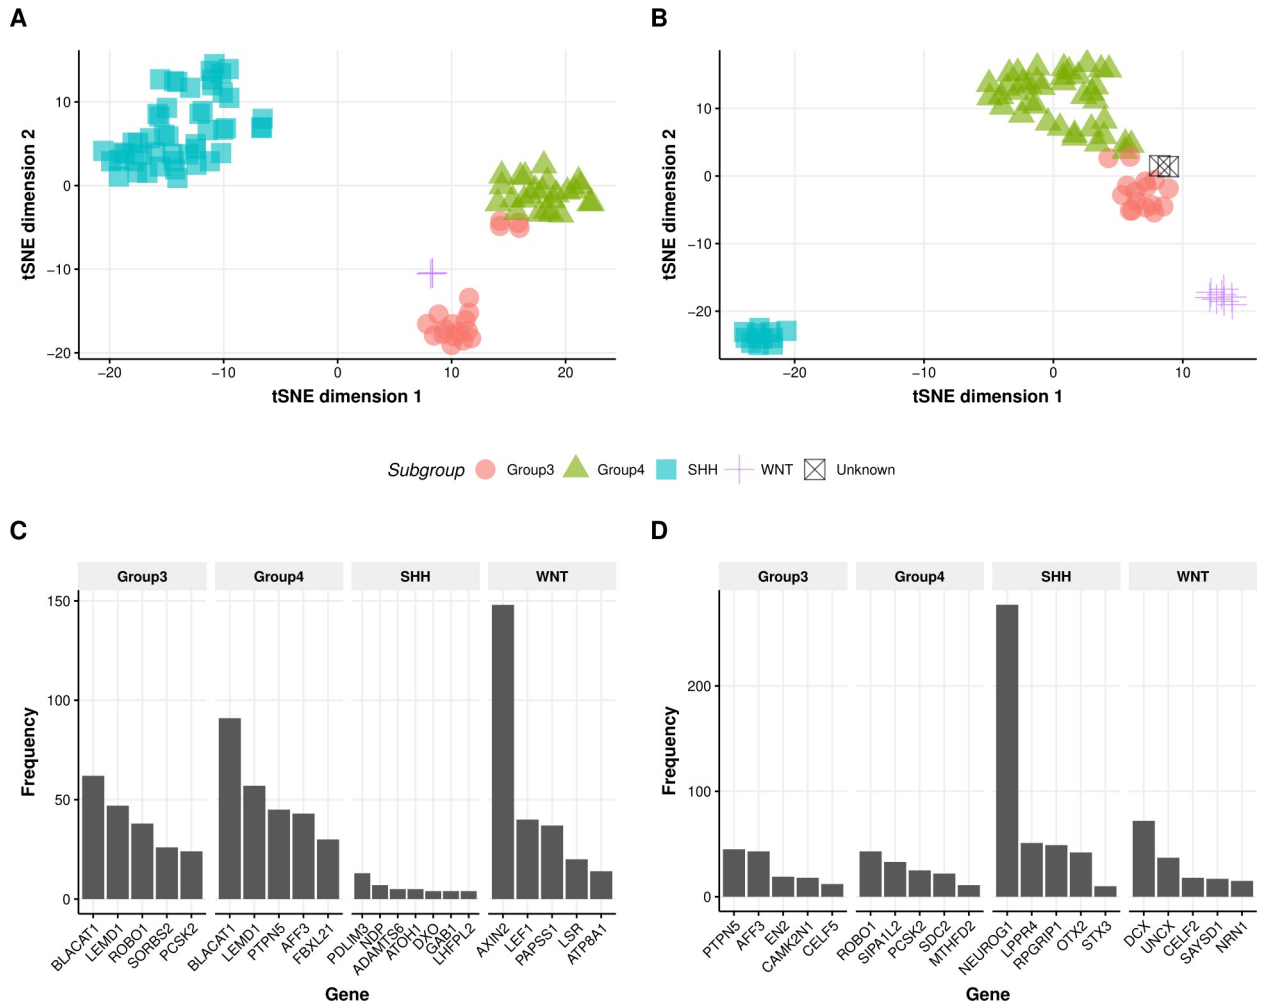 A
B
10
0
−10
−20
tSNE dimension 2
−20
−10
0
10
20
tSNE dimension 1
10
0
−10
−20
tSNE dimension 2
−20
−10
0
10
tSNE dimension 1
Subgroup Group3 Group4 SHH WNT Unknown
C
Group3 Group4 SHH WNT
150
100
50
0
Frequency
BLACAT1
LEMD1
ROBO1
SORBS2
PCSK2
BLACAT1
LEMD1
PTPN5
AFF3
FBXL21
PDLIM3
NDP
ADAMTS6
ATOH1
DXO
GAB1
LHFPL2
AXIN2
LEF1
PAPSS1
LSR
ATP8A1
Gene
D
Group3 Group4 SHH WNT
200
100
0
Frequency
PTPN5
AFF3
EN2
CAMK2N1
CELF5
ROBO1
SIPA1L2
PCSK2
SDC2
MTHFD2
NEUROG1
LPPR4
RPGRIP1
OTX2
STX3
DCX
UNCX
CELF2
SAYSD1
NRN1
Gene